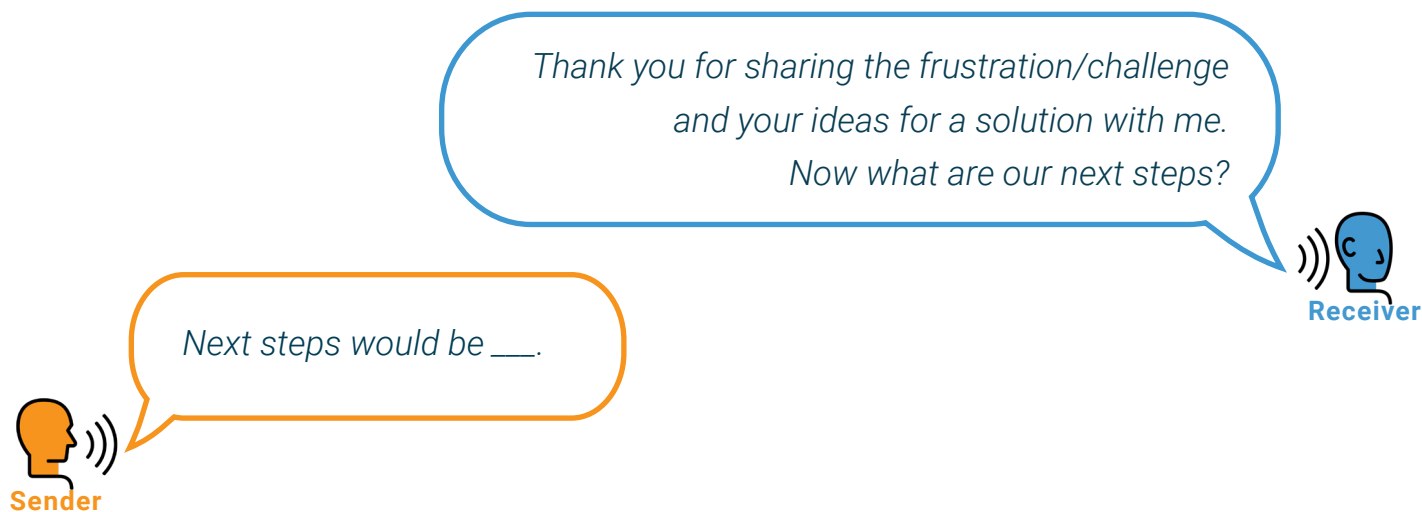 Thank you for sharing the frustration/challenge
and your ideas for a solution with me.
Now what are our next steps?
Receiver
Next steps would be ___.
Sender